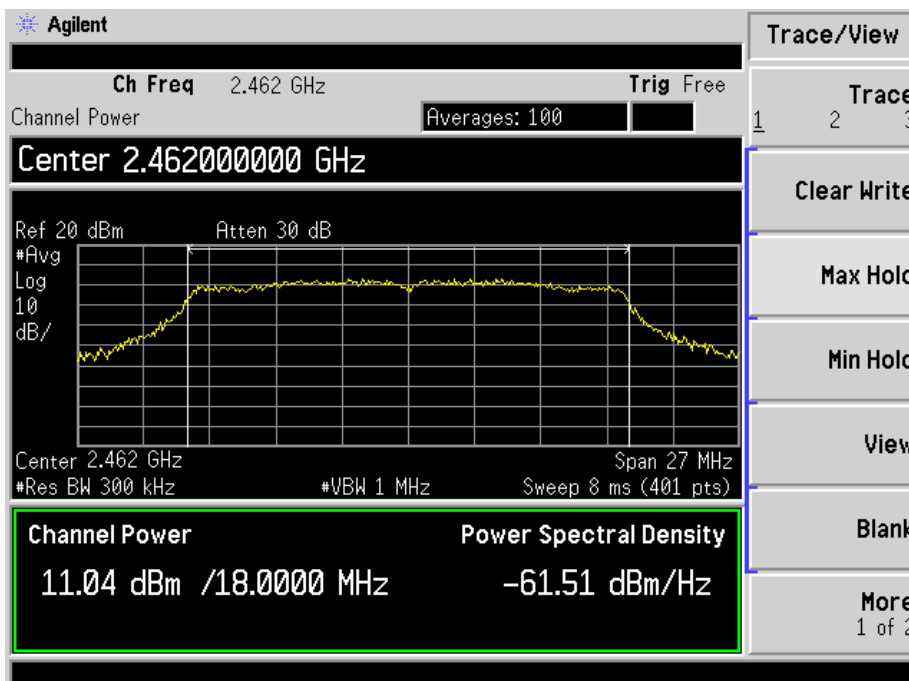 Agilent
Ch Freq 2.462 GHz Trig Free
Channel Power Averages: 100
Center 2.462000000 GHz
Ref 20 dBm Atten 30 dB
#Avg
Log
10
dB/
Center 2.462 GHz Span 27 MHz
#Res BW 300 kHz #VBW 1 MHz Sweep 8 ms (401 pts)
Channel Power Power Spectral Density
11.04 dBm /18.0000 MHz -61.51 dBm/Hz
Trace/View
Trace
1 2 3
Clear Write
Max Hold
Min Hold
View
Blank
More
1 of 2